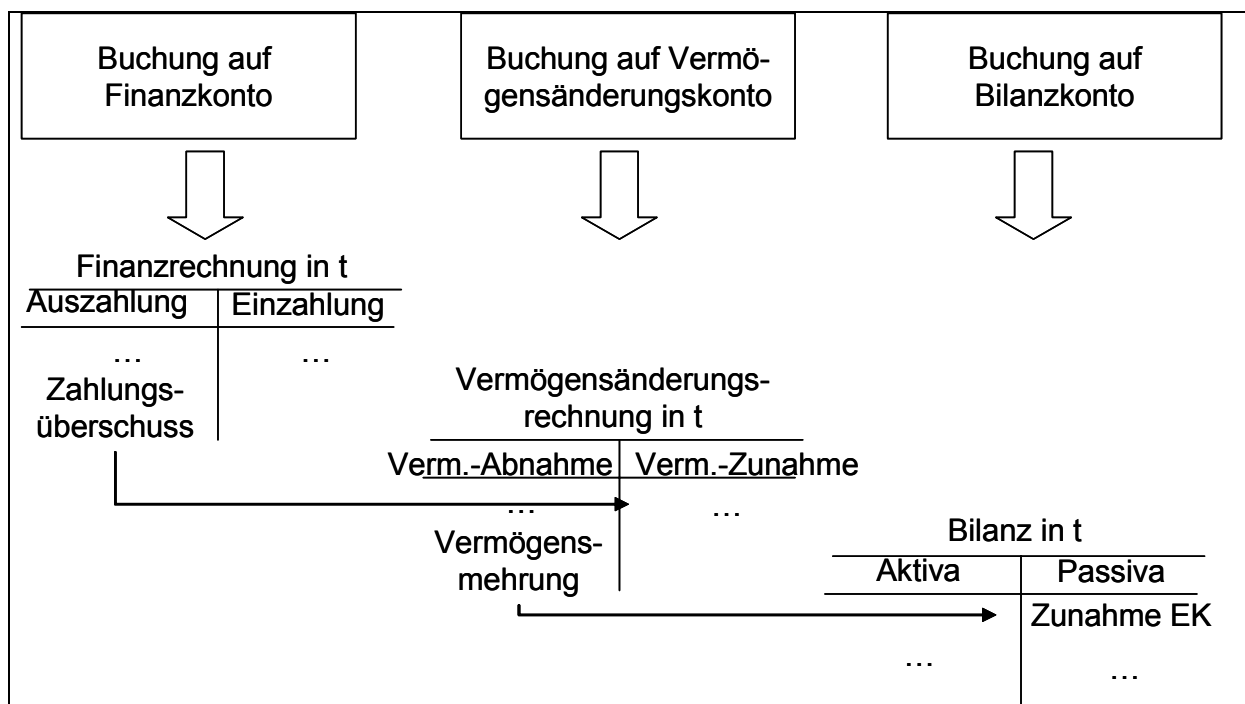 Buchung auf
Finanzkonto
Buchung auf Vermö-
gensänderungskonto
Buchung auf
Bilanzkonto
Finanzrechnung in t
Auszahlung
Einzahlung
…
…
Zahlungs-
überschuss
Vermögensänderungs-
rechnung in t
Verm.-Abnahme
Verm.-Zunahme
…
…
Vermögens-
mehrung
Bilanz in t
Aktiva
Passiva
Zunahme EK
…
…